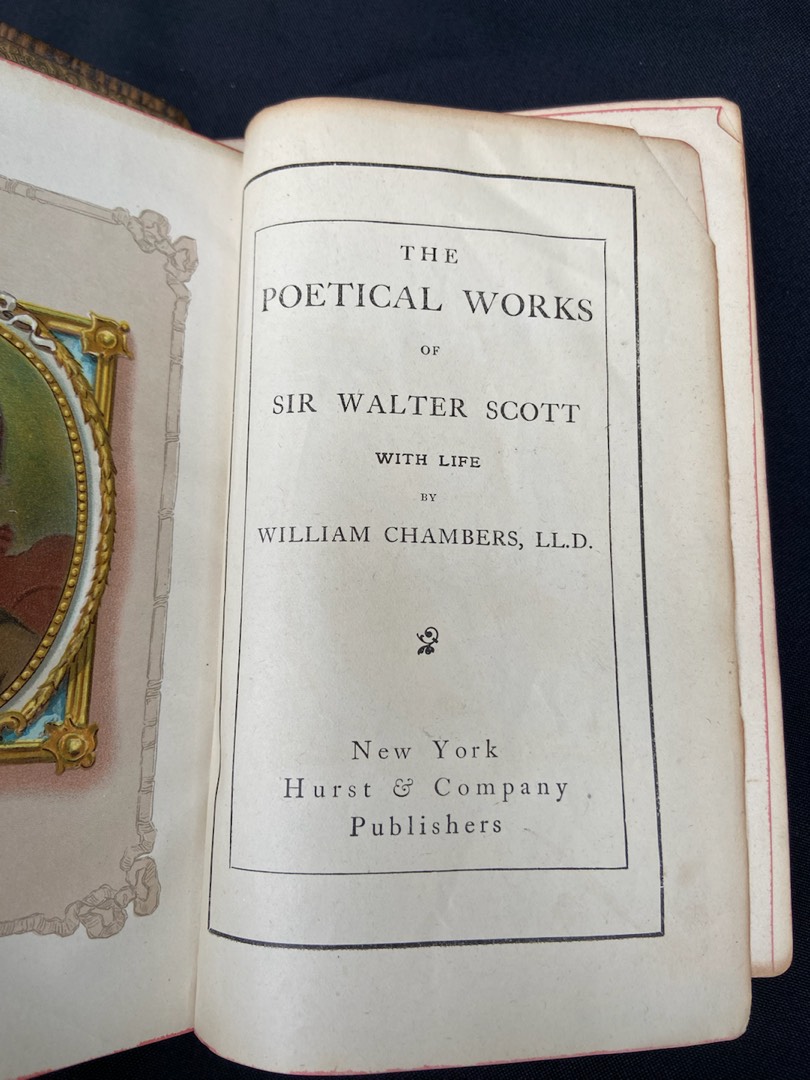 THE
POETICAL WORKS
OF
SIR WALTER SCOTT
WITH LIFE
BY
WILLIAM CHAMBERS, LL.D.
New York
Hurst & Company
Publishers